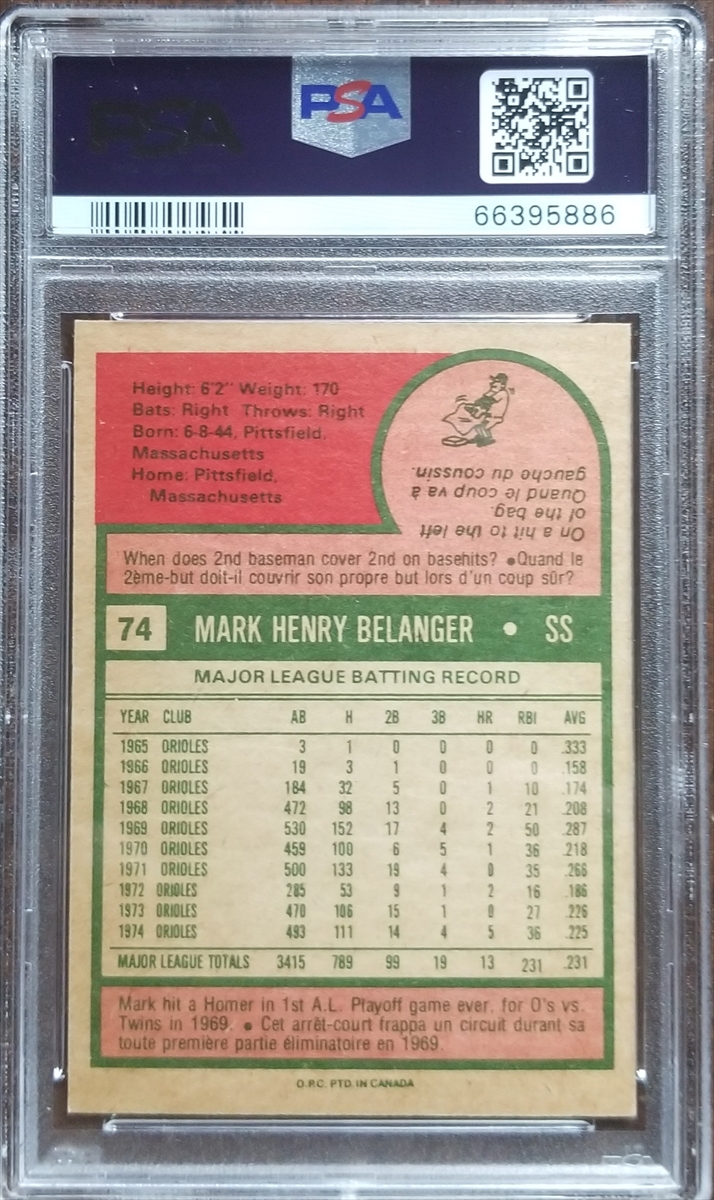 PSA
PSA
66395886
Height: 6'2" Weight: 170
Bats: Right Throws: Right
Born: 6-8-44, Pittsfield,
Massachusetts
Home: Pittsfield,
Massachusetts
On a hit to the left
of the bag.
Quand le coup va à
gauche du coussin.
When does 2nd baseman cover 2nd on basehits? ● Quand le
2ème-but doit-il couvrir son propre but lors d'un coup sûr?
74 MARK HENRY BELANGER • SS
MAJOR LEAGUE BATTING RECORD
YEAR CLUB AB H 2B 3B HR RBI AVG
1965 ORIOLES 3 1 0 0 0 0 .333
1966 ORIOLES 19 3 1 0 0 0 .158
1967 ORIOLES 184 32 5 0 1 10 .174
1968 ORIOLES 472 98 13 0 2 21 .208
1969 ORIOLES 530 152 17 4 2 50 .287
1970 ORIOLES 459 100 6 5 1 36 .218
1971 ORIOLES 500 133 19 4 0 35 .266
1972 ORIOLES 285 53 9 1 2 16 .186
1973 ORIOLES 470 106 15 1 0 27 .226
1974 ORIOLES 493 111 14 4 5 36 .225
MAJOR LEAGUE TOTALS 3415 789 99 19 13 231 .231
Mark hit a Homer in 1st A.L. Playoff game ever, for O's vs.
Twins in 1969. ● Cet arrêt-court frappa un circuit durant sa
toute première partie éliminatoire en 1969.
O.P.C. PTD. IN CANADA